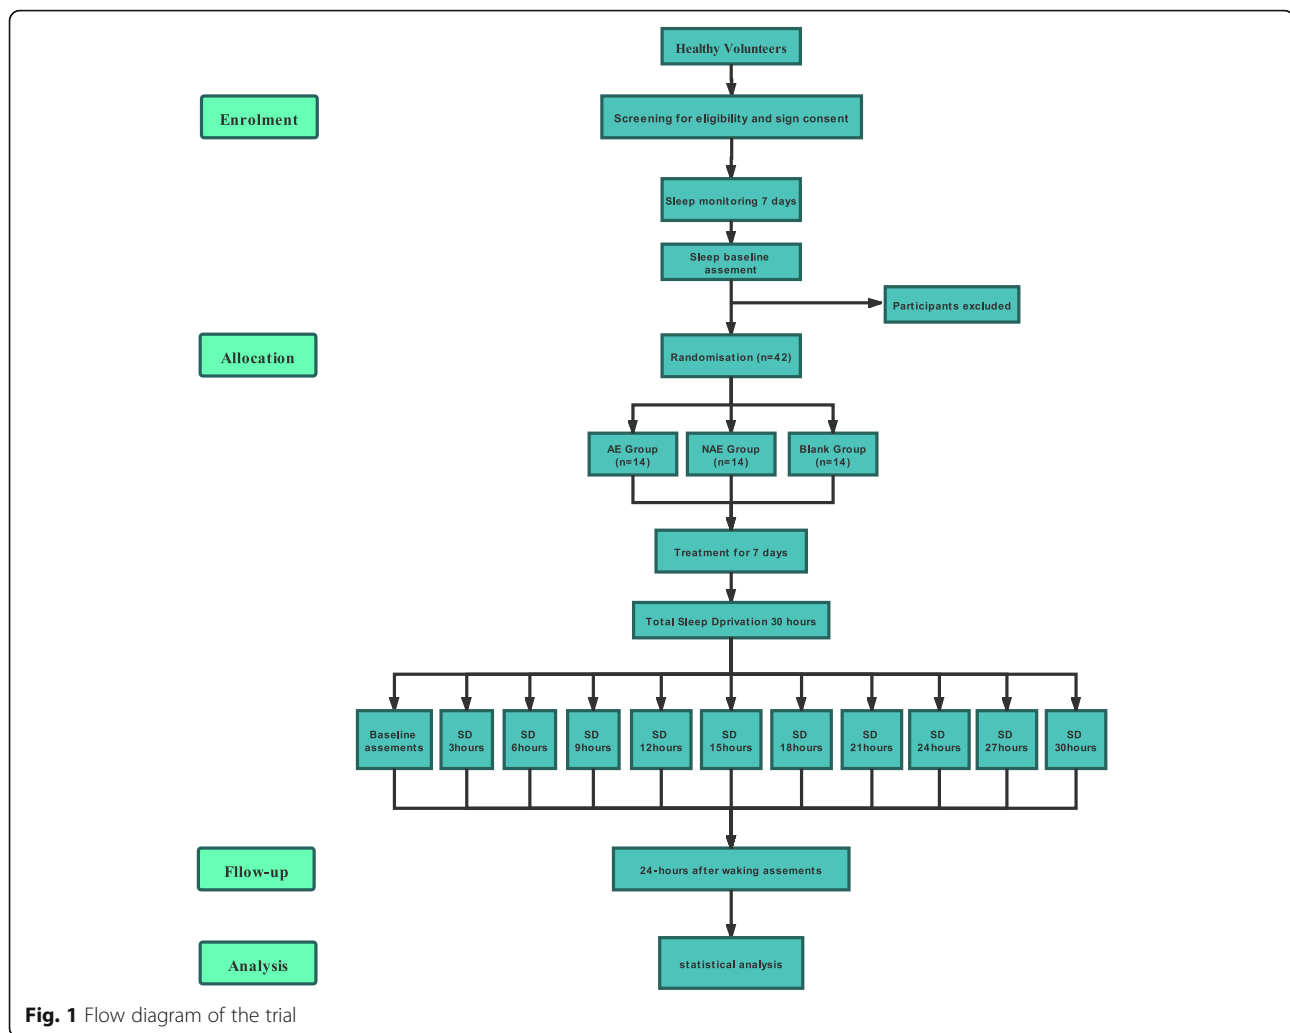 Healthy Volunteers
Enrolment
Screening for eligibility and sign consent
Sleep monitoring 7 days
Sleep baseline
assement
Participants excluded
Allocation
Randomisation (n=42)
AE Group
(n=14)
NAE Group
(n=14)
Blank Group
(n=14)
Treatment for 7 days
Total Sleep Dprivation 30 hours
Baseline
assements
SD
3hours
SD
6hours
SD
9hours
SD
12hours
SD
15hours
SD
18hours
SD
21hours
SD
24hours
SD
27hours
SD
30hours
Fllow-up
24-hours after waking assements
Analysis
statistical analysis
Fig. 1 Flow diagram of the trial